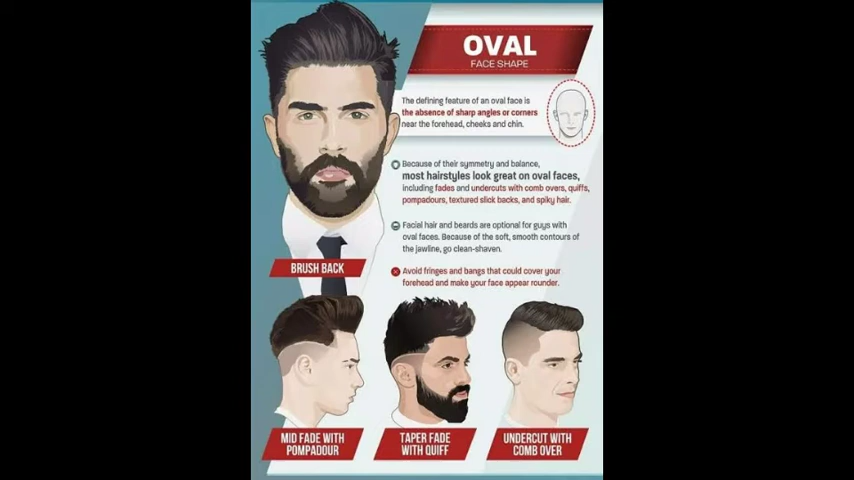 OVAL
FACE SHAPE
The defining feature of an oval face is
the absence of sharp angles or corners
near the forehead, cheeks and chin.
Because of their symmetry and balance,
most hairstyles look great on oval faces,
including fades and undercuts with comb overs, quiffs,
pompadours, textured slick backs, and spiky hair.
Facial hair and beards are optional for guys with
oval faces. Because of the soft, smooth contours of
the jawline, go clean-shaven.
BRUSH BACK
Avoid fringes and bangs that could cover your
forehead and make your face appear rounder.
MID FADE WITH
POMPADOUR
TAPER FADE
WITH QUIFF
UNDERCUT WITH
COMB OVER